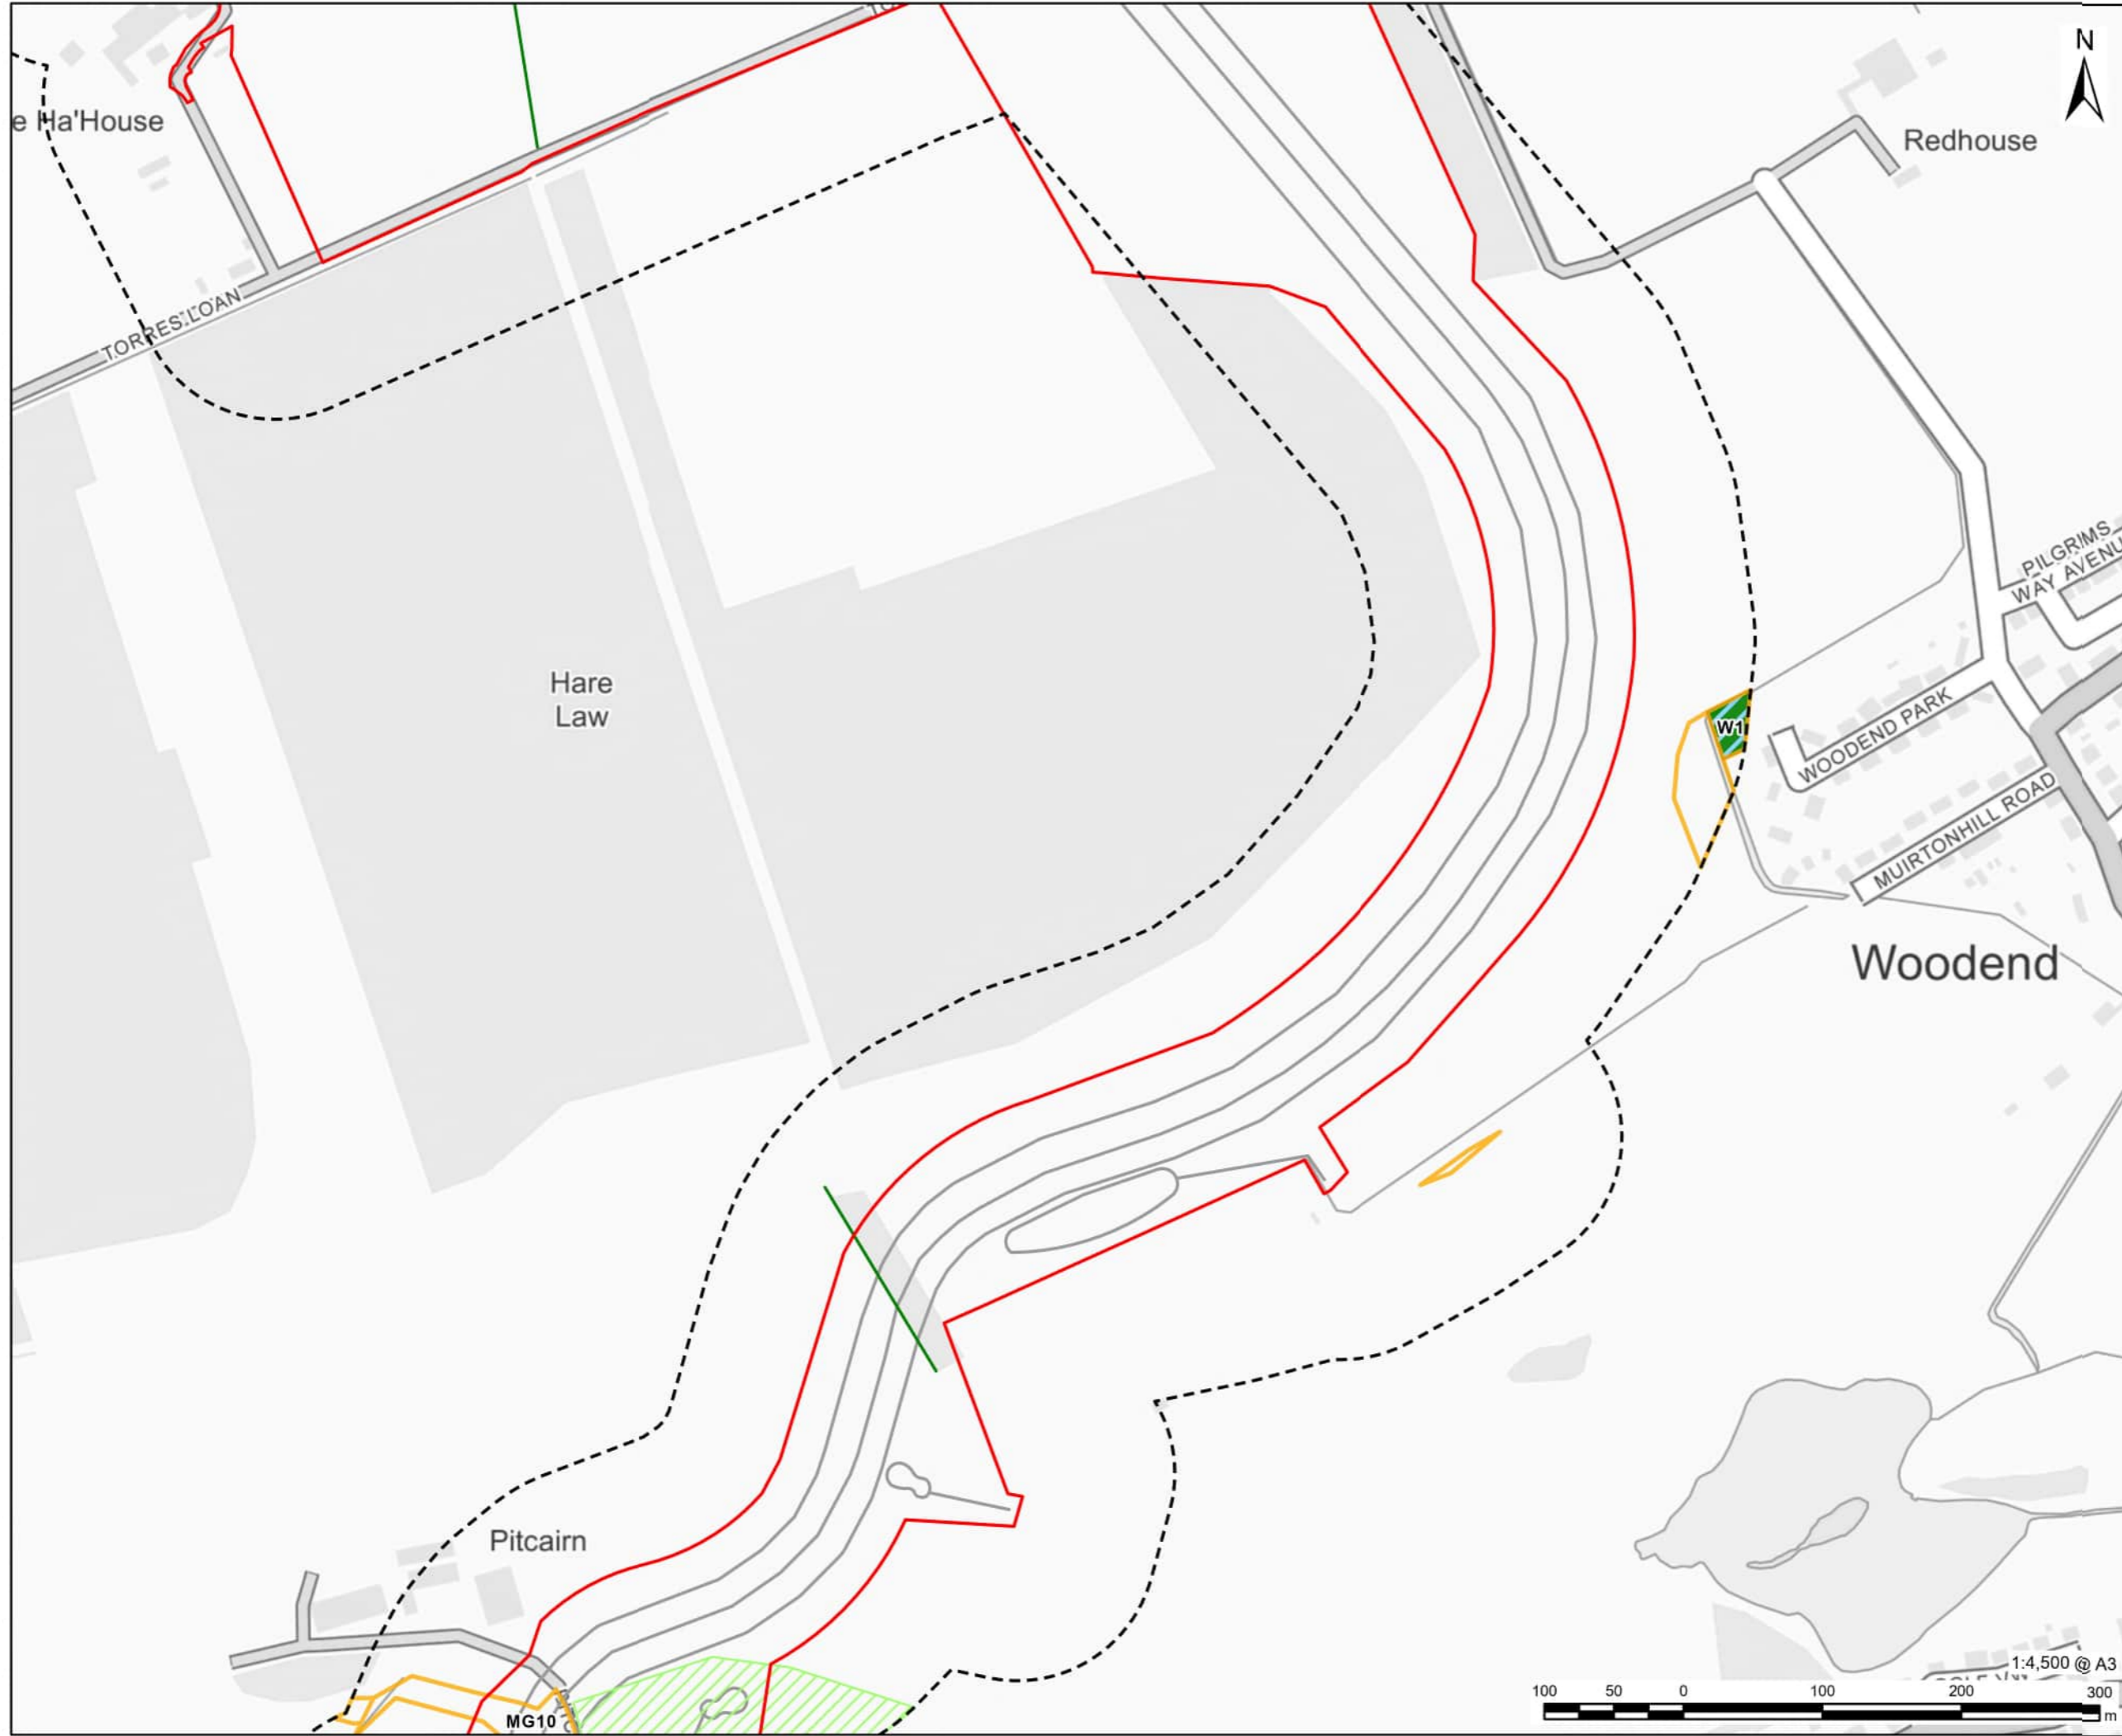 N
e Ha'House
Redhouse
TORRES LOAN
PILGRIMS
WAY AVENU
Hare
Law
W1
WOODEND PARK
MUIRTONHILL ROAD
Woodend
Pitcairn
MG10
1:4,500 @ A3
100 50 0 100 200 300
m